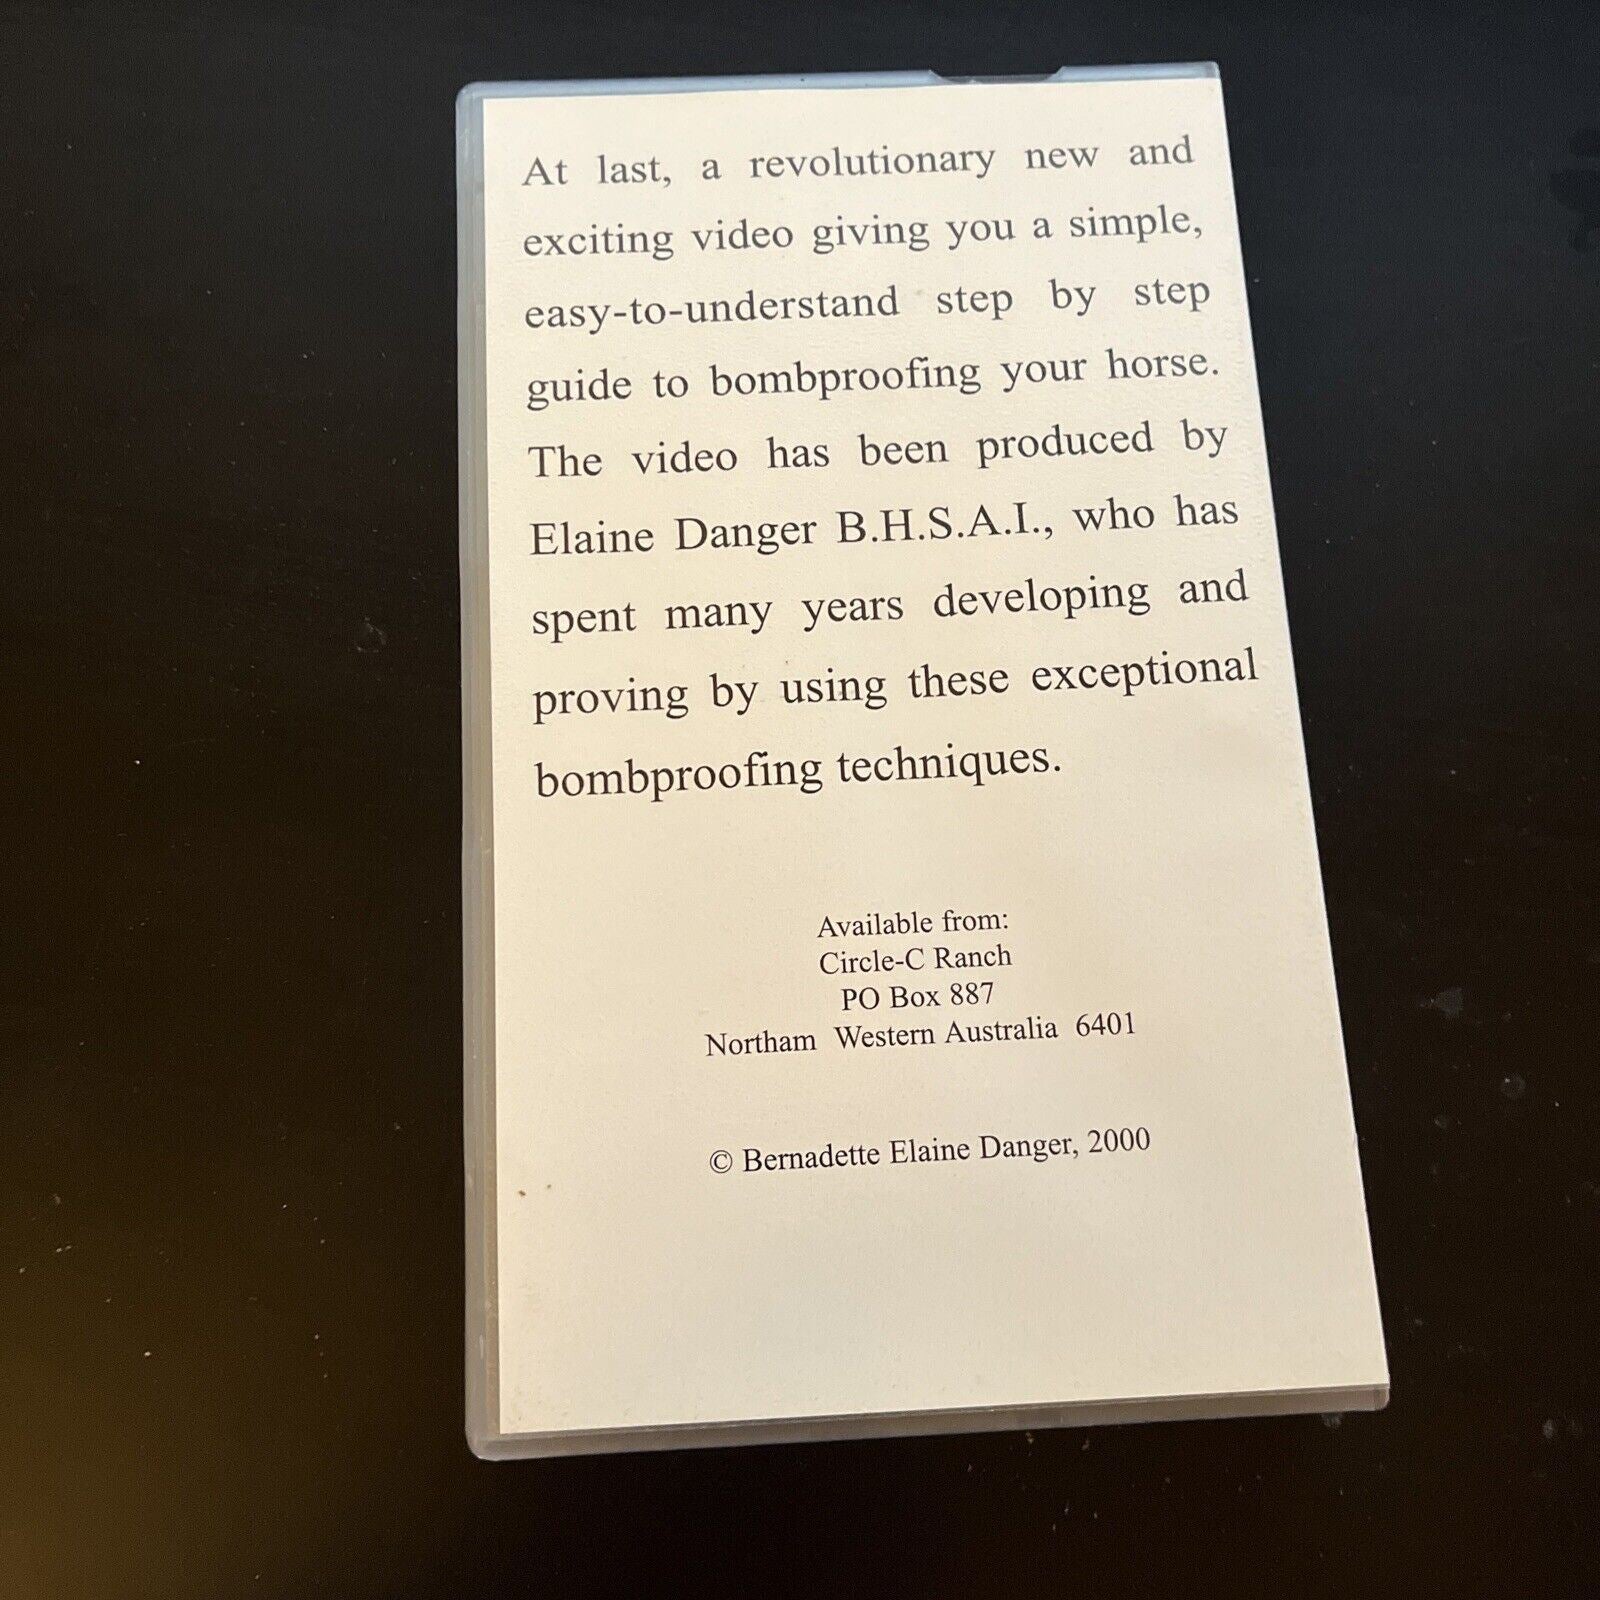 At last, a revolutionary new and
exciting video giving you a simple,
easy-to-understand step by step
guide to bombproofing your horse.
The video has been produced by
Elaine Danger B.H.S.A.I., who has
spent many years developing and
proving by using these exceptional
bombproofing techniques.
Available from:
Circle-C Ranch
PO Box 887
Northam Western Australia 6401
© Bernadette Elaine Danger, 2000